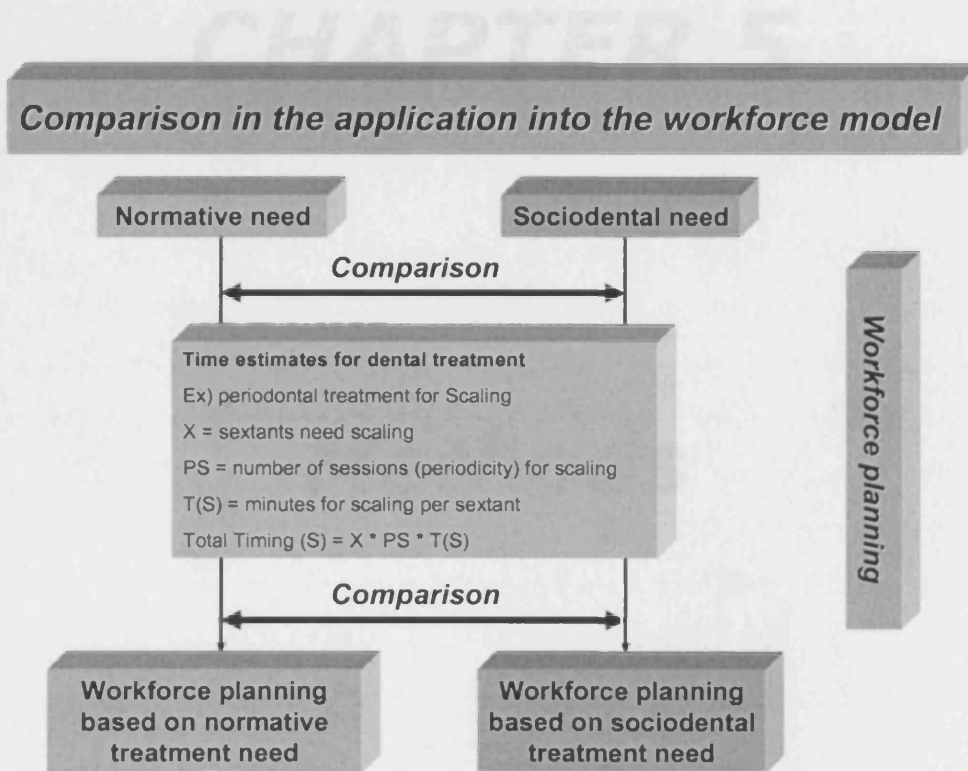 CHAPTER 5
Comparison in the application into the workforce model
Normative need
Sociodental need
Comparison
Time estimates for dental treatment
Ex) periodontal treatment for Scaling
X = sextants need scaling
PS = number of sessions (periodicity) for scaling
T(S) = minutes for scaling per sextant
Total Timing (S) = X * PS * T(S)
Workforce planning
Comparison
Workforce planning
based on normative
treatment need
Workforce planning
based on sociodental
treatment need